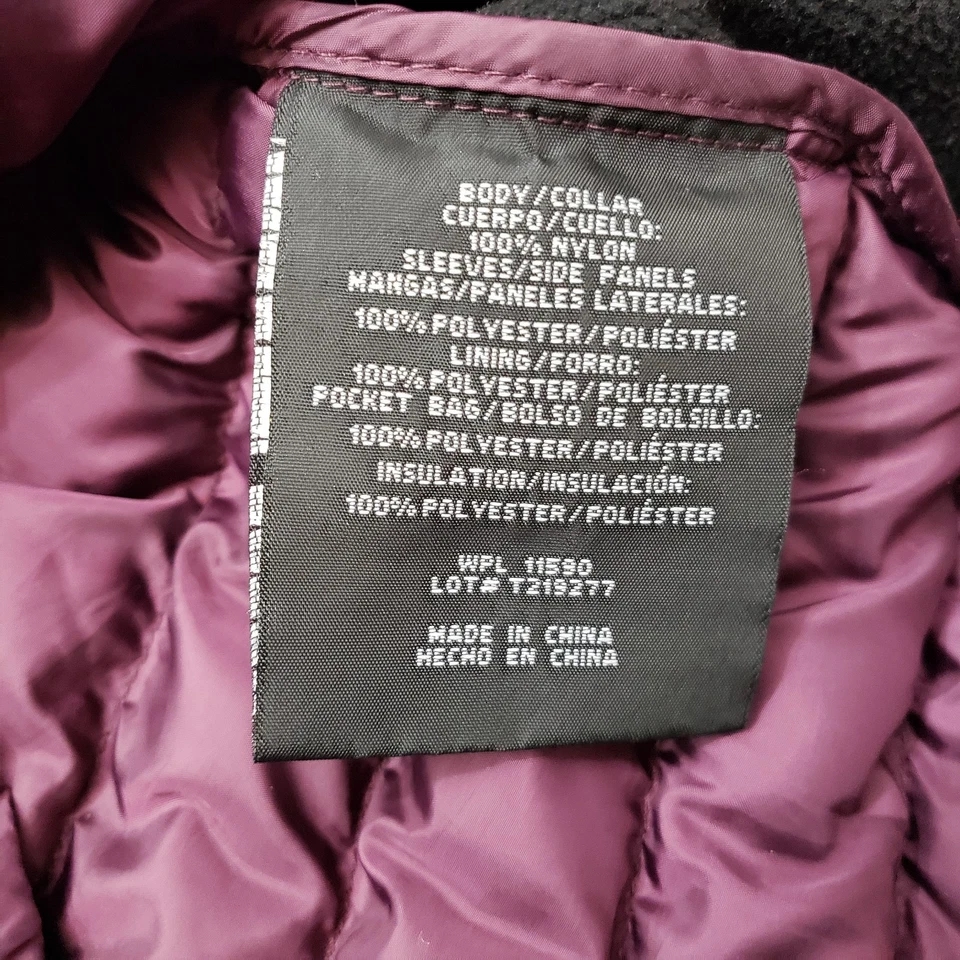 BODY/COLLAR
CUERPO/CUELLO:
100% NYLON
SLEEVES/SIDE PANELS
MANGAS/PANELES LATERALES:
100% POLYESTER/POLIÉSTER
LINING/FORRO:
100% POLYESTER/POLIÉSTER
POCKET BAG/BOLSO DE BOLSILLO:
100% POLYESTER/POLIÉSTER
INSULATION/INSULACIÓN:
100% POLYESTER/POLIÉSTER
WPL 11590
LOT# T219277
MADE IN CHINA
HECHO EN CHINA